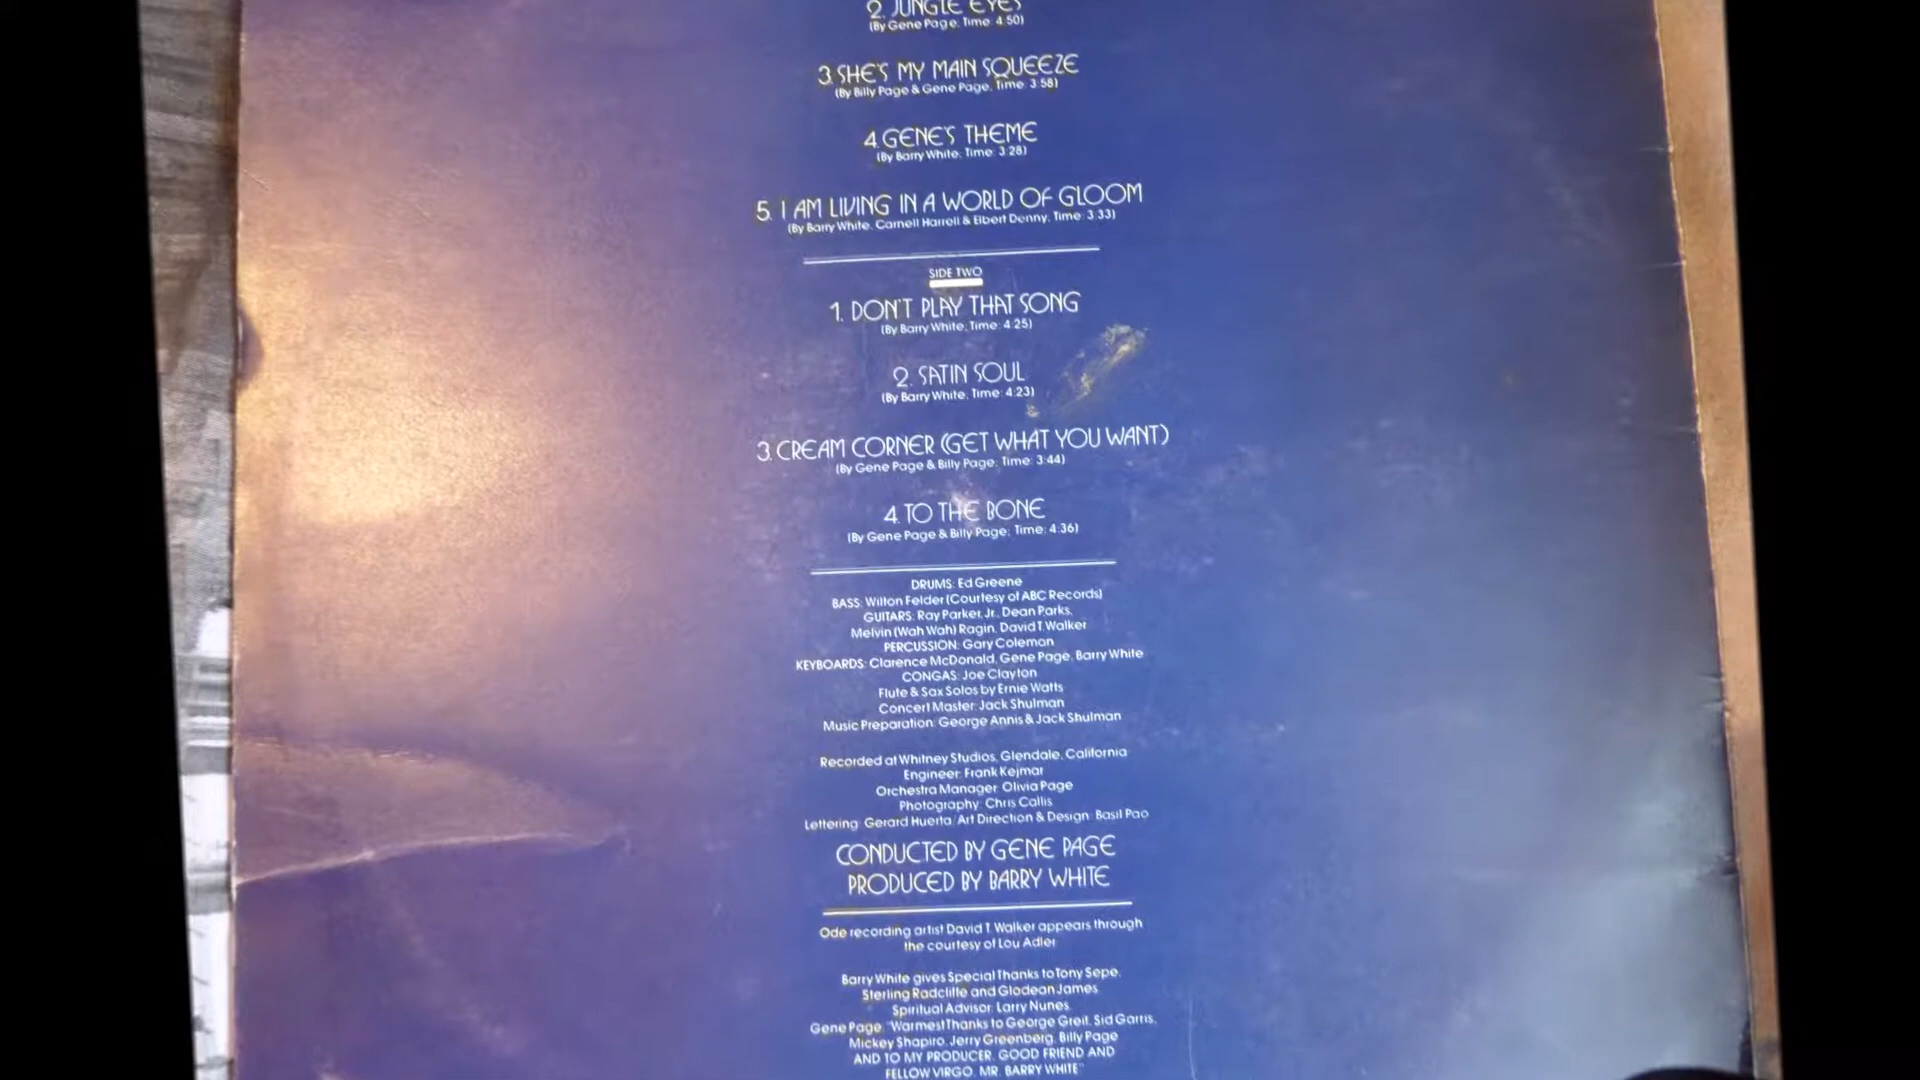 2. JUNGLE EYES
(By Gene Page, Time: 4:50)
3. SHE'S MY MAIN SQUEEZE
(By Billy Page & Gene Page, Time: 3:58)
4. GENE'S THEME
(By Barry White, Time: 3:28)
5. I AM LIVING IN A WORLD OF GLOOM
(By Barry White, Carnell Harrell & Elbert Denny, Time: 3:33)
SIDE TWO
1. DON'T PLAY THAT SONG
(By Barry White, Time: 4:25)
2. SATIN SOUL
(By Barry White, Time: 4:23)
3. CREAM CORNER (GET WHAT YOU WANT)
(By Gene Page & Billy Page, Time: 3:44)
4. TO THE BONE
(By Gene Page & Billy Page, Time: 4:36)
DRUMS: Ed Greene
BASS: Wilton Felder (Courtesy of ABC Records)
GUITARS: Ray Parker, Jr., Dean Parks,
Melvin (Wah Wah) Ragin, David T. Walker
PERCUSSION: Gary Coleman
KEYBOARDS: Clarence McDonald, Gene Page, Barry White
CONGAS: Joe Clayton
Flute & Sax Solos by Ernie Watts
Concert Master: Jack Shulman
Music Preparation: George Annis & Jack Shulman
Recorded at Whitney Studios, Glendale, California
Engineer: Frank Kejmar
Orchestra Manager: Olivia Page
Photography: Chris Callis
Lettering: Gerard Huerta/Art Direction & Design: Basil Pao
CONDUCTED BY GENE PAGE
PRODUCED BY BARRY WHITE
Ode recording artist David T. Walker appears through
the courtesy of Lou Adler
Barry White gives Special Thanks to Tony Sepe,
Sterling Radcliffe and Glodean James
Spiritual Advisor: Larry Nunes
Gene Page: "Warmest Thanks to George Greif, Sid Garris,
Mickey Shapiro, Jerry Greenberg, Billy Page
AND TO MY PRODUCER, GOOD FRIEND AND
FELLOW VIRGO, MR. BARRY WHITE"